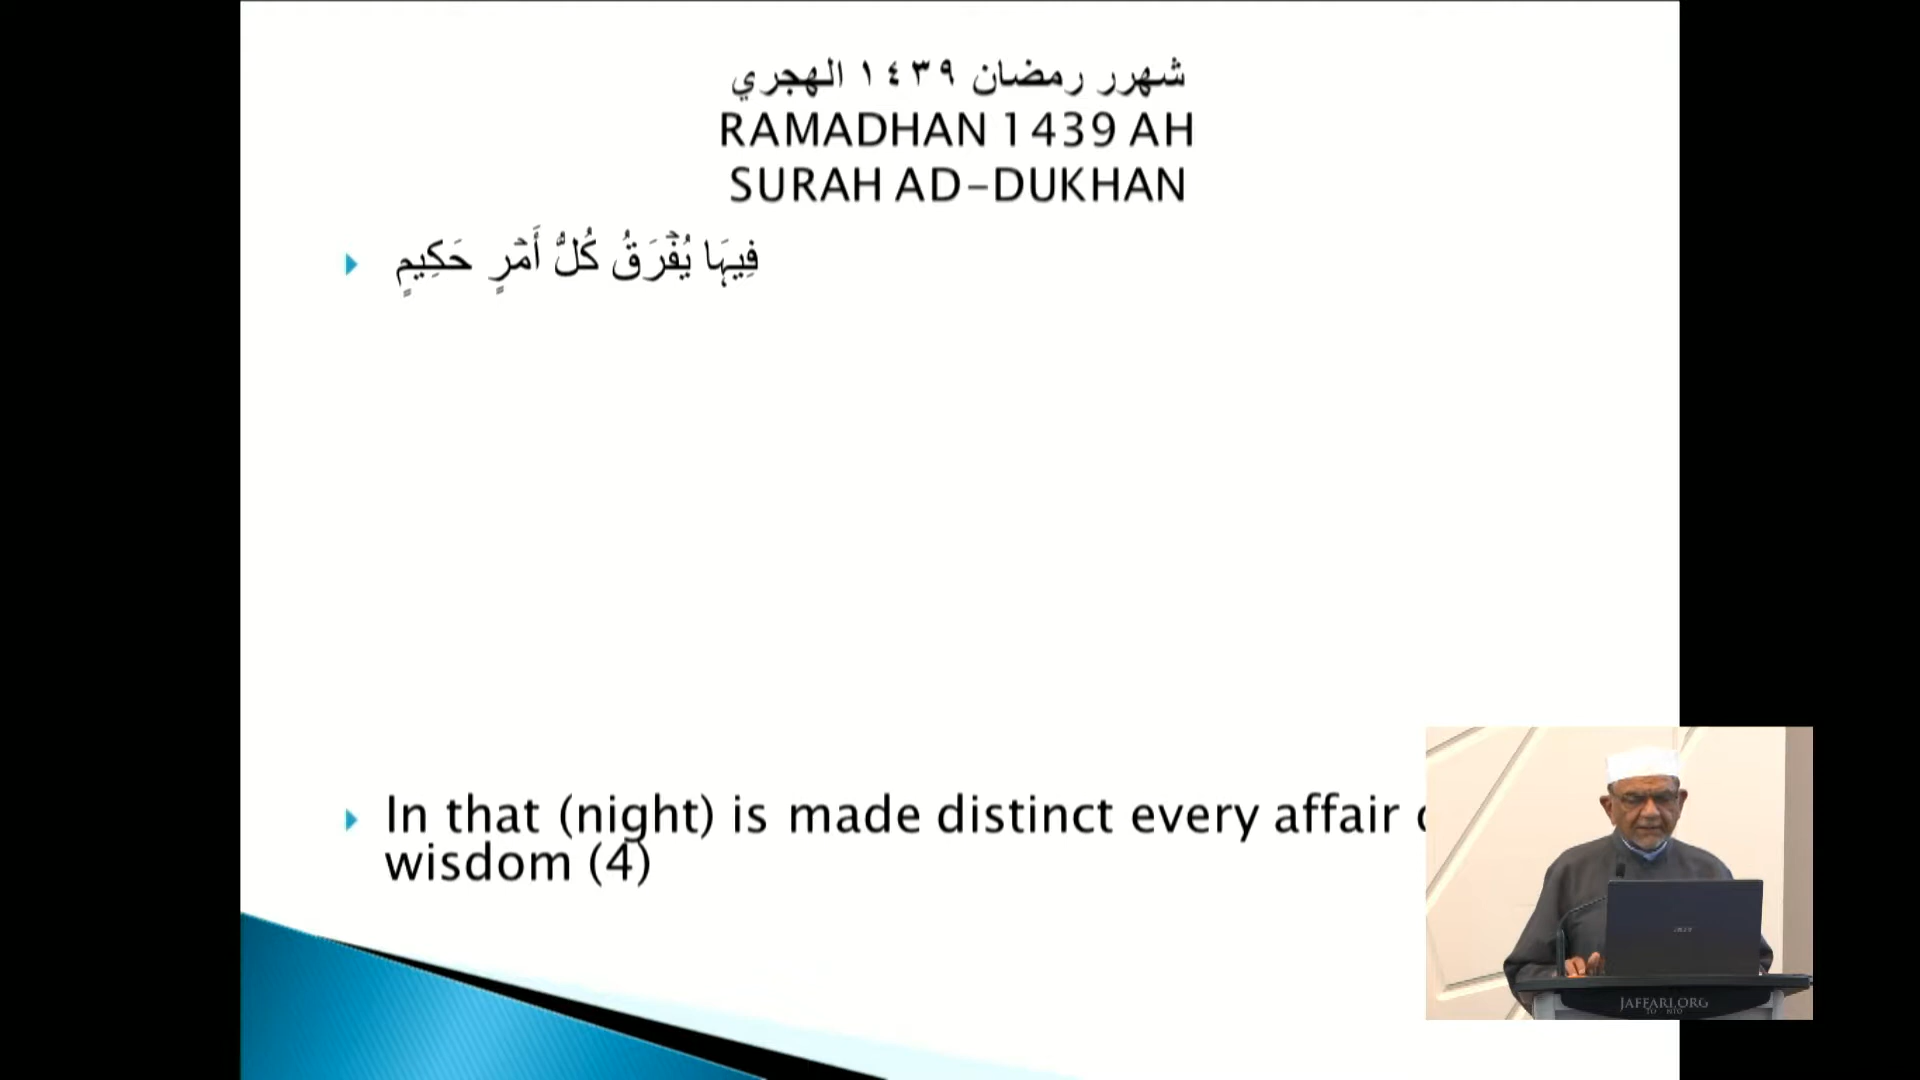 شهرر رمضان ١٤٣٩ الهجري
RAMADHAN 1439 AH
SURAH AD-DUKHAN
فِيهَا يُفْرَقُ كُلُّ أَمْرٍ حَكِيمٍ
In that (night) is made distinct every affair
wisdom (4)
acer
JAFFARI.ORG